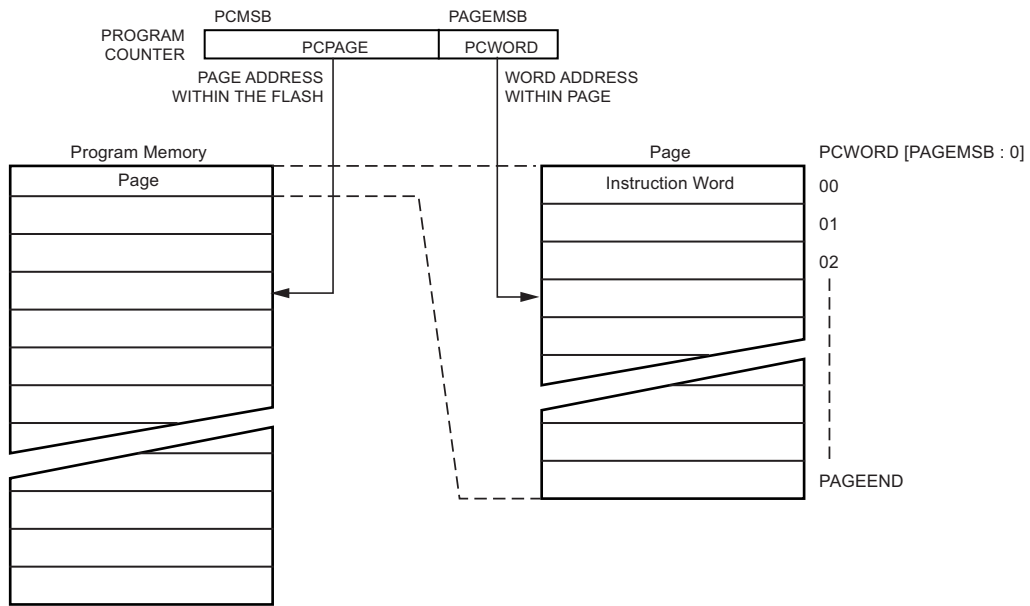 PCMSB
PAGEMSB
PROGRAM
COUNTER
PCPAGE
PCWORD
PAGE ADDRESS
WITHIN THE FLASH
WORD ADDRESS
WITHIN PAGE
Program Memory
Page
PCWORD [PAGEMSB : 0]
Page
Instruction Word
00
01
02
PAGEEND